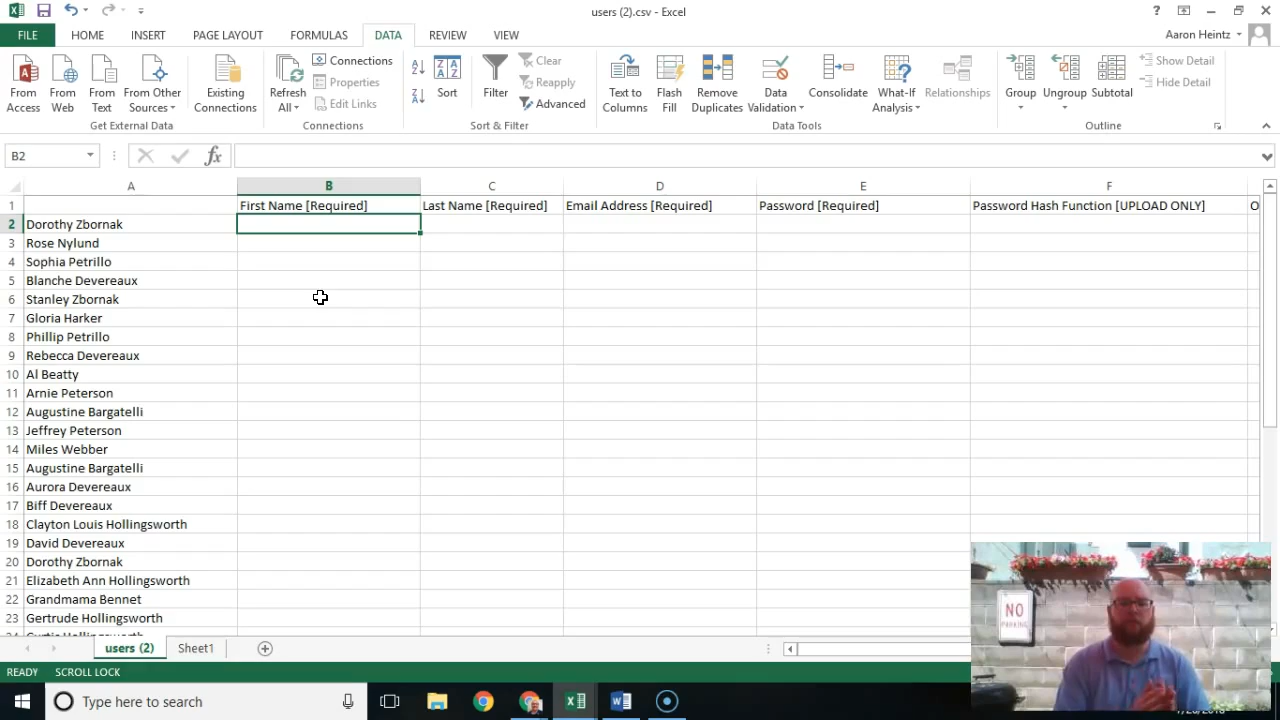 users (2).csv - Excel
?
FILE HOME INSERT PAGE LAYOUT FORMULAS DATA REVIEW VIEW Aaron Heintz
From Access
From Web
From Text
From Other Sources
Existing Connections
Refresh All
Connections
Properties
Edit Links
Sort
Filter
Clear
Reapply
Advanced
Text to Columns
Flash Fill
Remove Duplicates
Data Validation
Consolidate
What-If Analysis
Relationships
Group
Ungroup
Subtotal
Show Detail
Hide Detail
Get External Data Connections Sort & Filter Data Tools Outline
B2 fx
A B C D E F
1 First Name [Required] Last Name [Required] Email Address [Required] Password [Required] Password Hash Function [UPLOAD ONLY] O
2 Dorothy Zbornak
3 Rose Nylund
4 Sophia Petrillo
5 Blanche Devereaux
6 Stanley Zbornak
7 Gloria Harker
8 Phillip Petrillo
9 Rebecca Devereaux
10 Al Beatty
11 Arnie Peterson
12 Augustine Bargatelli
13 Jeffrey Peterson
14 Miles Webber
15 Augustine Bargatelli
16 Aurora Devereaux
17 Biff Devereaux
18 Clayton Louis Hollingsworth
19 David Devereaux
20 Dorothy Zbornak
21 Elizabeth Ann Hollingsworth
22 Grandmama Bennet
23 Gertrude Hollingsworth
24 Curtis Hollingsworth
NO
PARKING
users (2) Sheet1
READY SCROLL LOCK
Type here to search